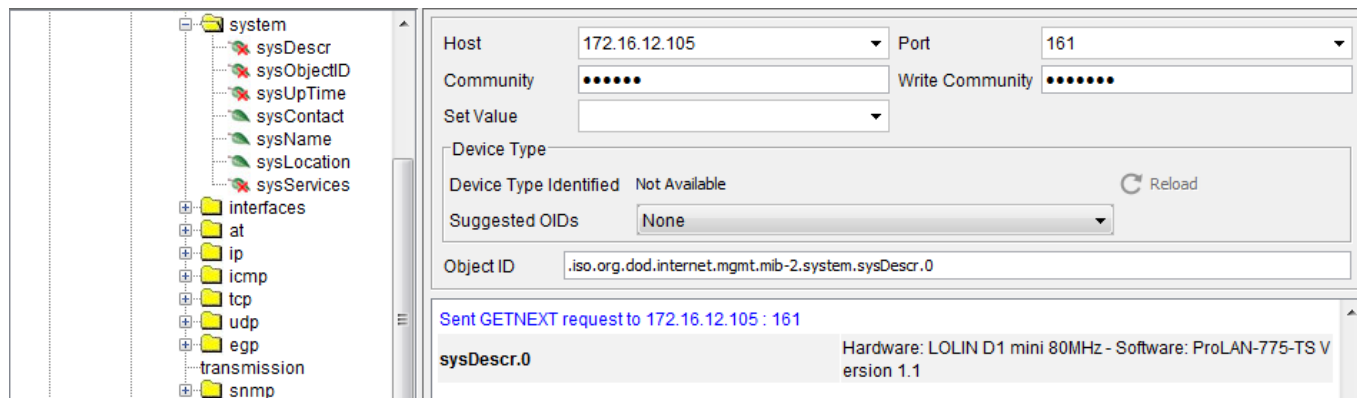 system
sysDescr
sysObjectID
sysUpTime
sysContact
sysName
sysLocation
sysServices
interfaces
at
ip
icmp
tcp
udp
egp
transmission
snmp
Host 172.16.12.105 Port 161
Community ●●●●●● Write Community ●●●●●●●
Set Value
Device Type
Device Type Identified Not Available Reload
Suggested OIDs None
Object ID .iso.org.dod.internet.mgmt.mib-2.system.sysDescr.0
Sent GETNEXT request to 172.16.12.105 : 161
sysDescr.0 Hardware: LOLIN D1 mini 80MHz - Software: ProLAN-775-TS V
ersion 1.1